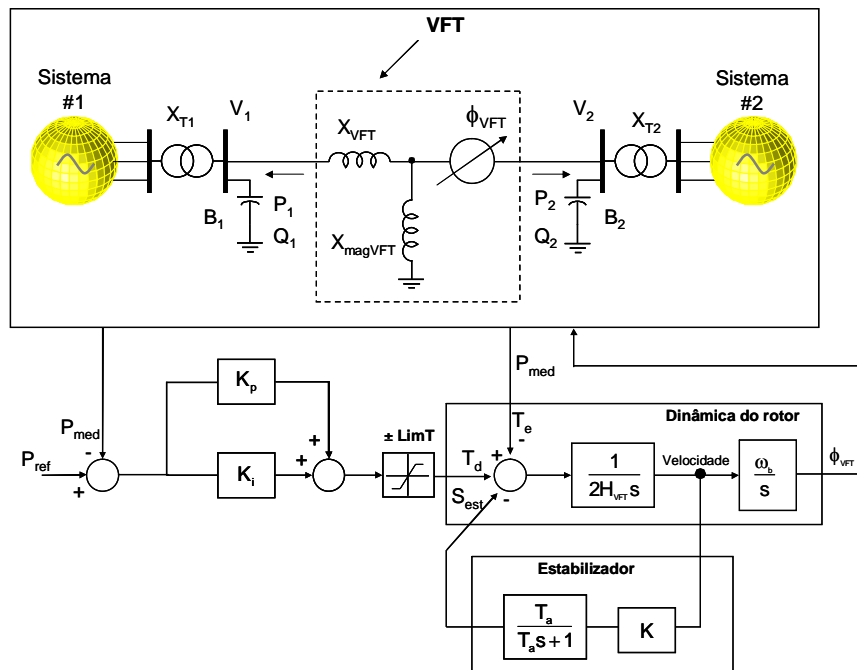 VFT
Sistema
#1
X_T1
V_1
X_VFT
ϕ_VFT
V_2
X_T2
Sistema
#2
B_1
P_1
Q_1
X_magVFT
P_2
Q_2
B_2
P_med
P_ref
-
+
K_p
K_i
+
+
± LimT
P_med
T_e
T_d
S_est
+
-
-
Dinâmica do rotor
1
2H_VFT s
Velocidade
ω_b
s
ϕ_VFT
Estabilizador
T_a
T_a s + 1
K